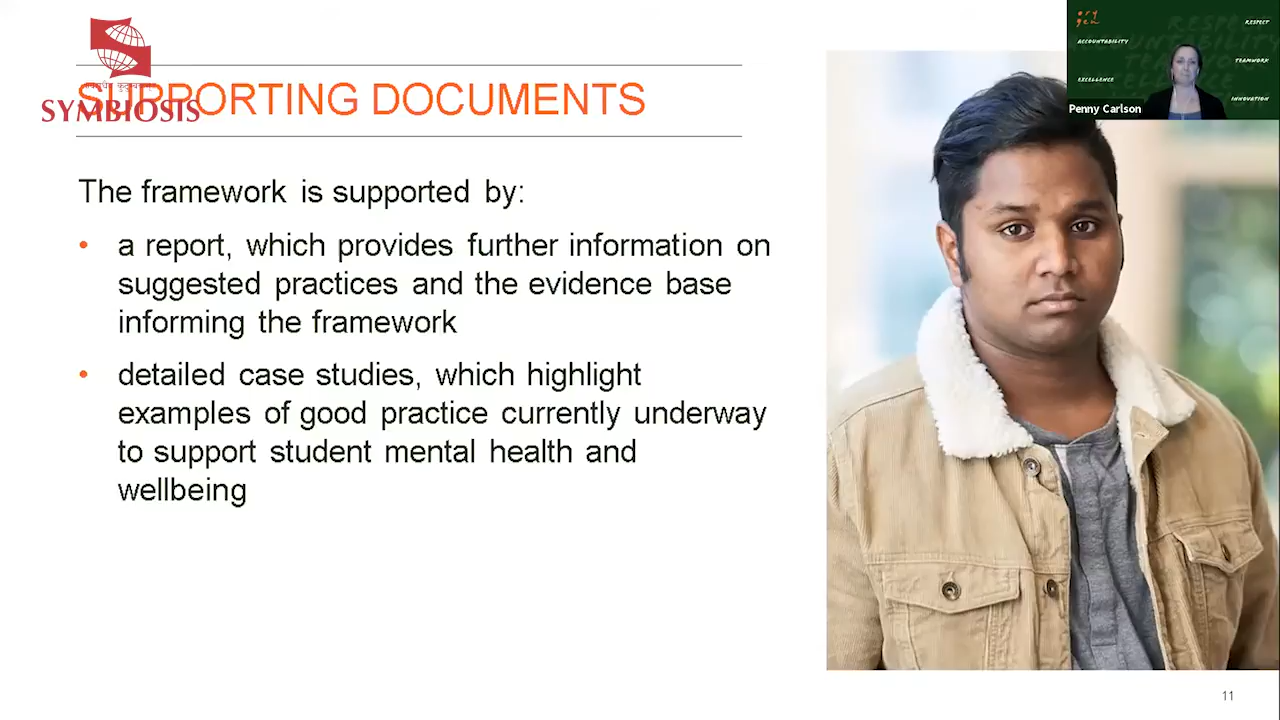 SYMBIOSIS
SUPPORTING DOCUMENTS
The framework is supported by:
• a report, which provides further information on
suggested practices and the evidence base
informing the framework
• detailed case studies, which highlight
examples of good practice currently underway
to support student mental health and
wellbeing
ory
gen
RESPECT
ACCOUNTABILITY
TEAMWORK
EXCELLENCE
INNOVATION
Penny Carlson
11